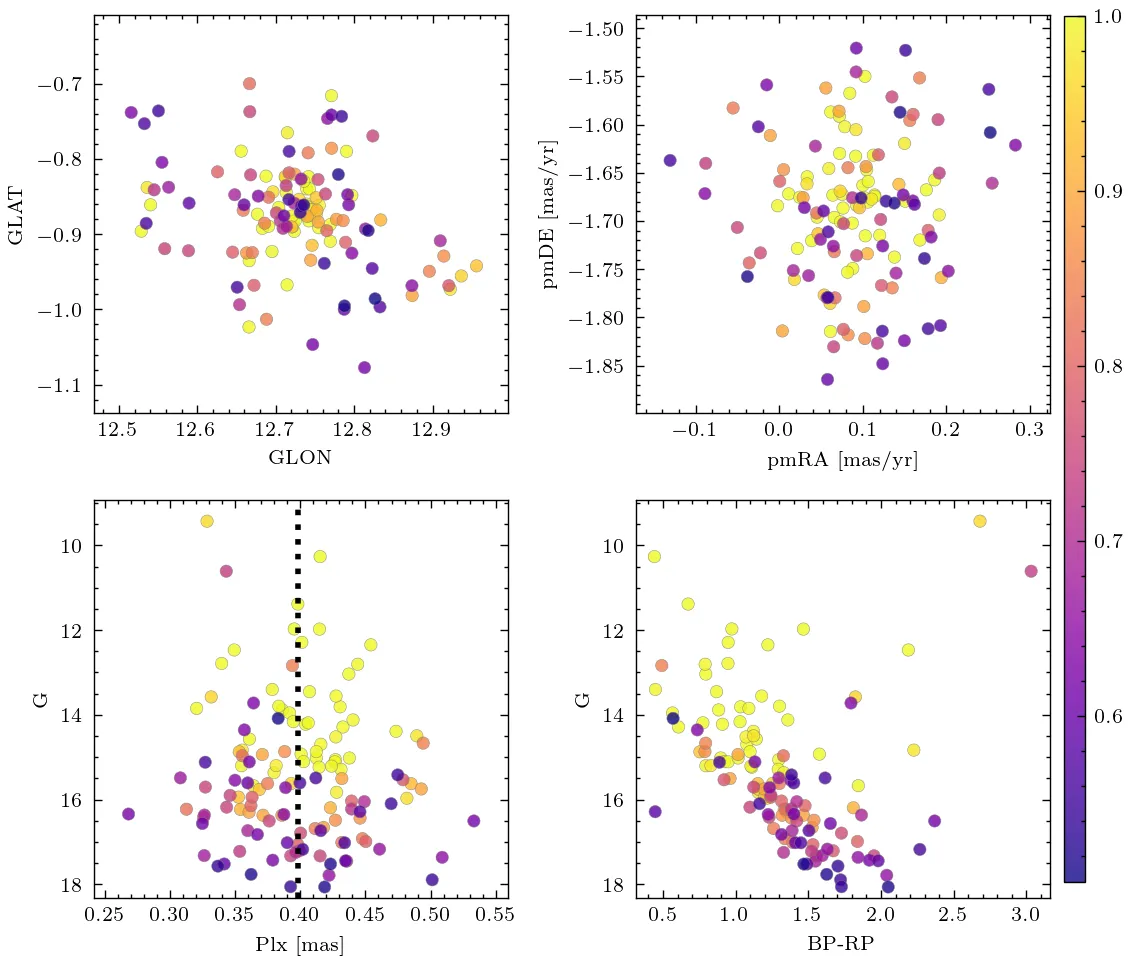 −0.7
−0.8
−0.9
−1.0
−1.1
GLAT
12.5 12.6 12.7 12.8 12.9
GLON
−1.50
−1.55
−1.60
−1.65
−1.70
−1.75
−1.80
−1.85
pmDE [mas/yr]
−0.1 0.0 0.1 0.2 0.3
pmRA [mas/yr]
10
12
14
16
18
G
0.25 0.30 0.35 0.40 0.45 0.50 0.55
Plx [mas]
10
12
14
16
18
G
0.5 1.0 1.5 2.0 2.5 3.0
BP-RP
1.0
0.9
0.8
0.7
0.6